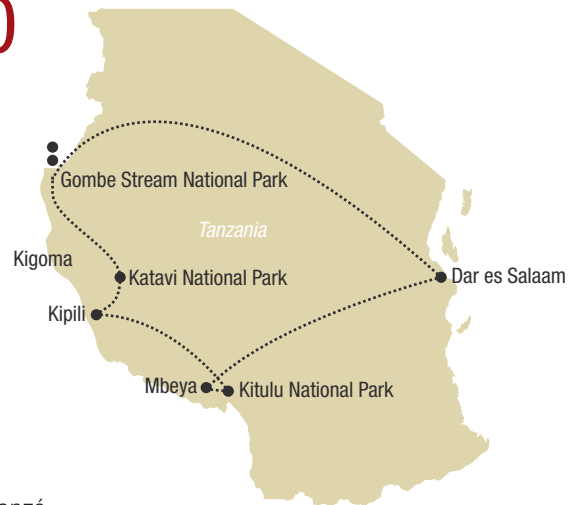 Gombe Stream National Park
Tanzania
Kigoma
Katavi National Park
Dar es Salaam
Kipili
Mbeya
Kitulu National Park